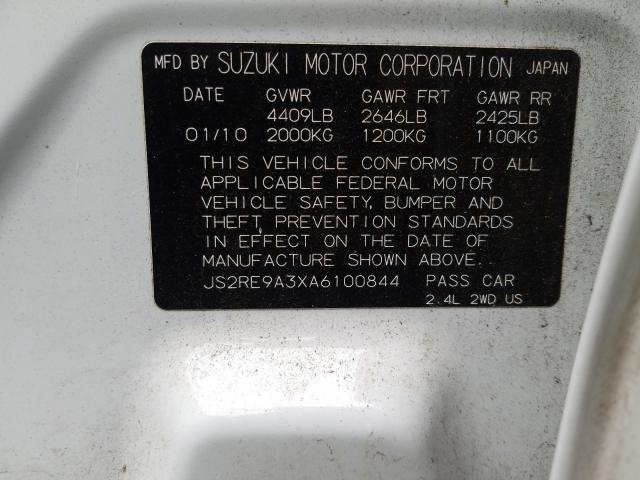 MFD BY SUZUKI MOTOR CORPORATION JAPAN
DATE GVWR GAWR FRT GAWR RR
4409LB 2646LB 2425LB
01/10 2000KG 1200KG 1100KG
THIS VEHICLE CONFORMS TO ALL
APPLICABLE FEDERAL MOTOR
VEHICLE SAFETY, BUMPER AND
THEFT PREVENTION STANDARDS
IN EFFECT ON THE DATE OF
MANUFACTURE SHOWN ABOVE.
JS2RE9A3XA6100844 PASS CAR
2.4L 2WD US